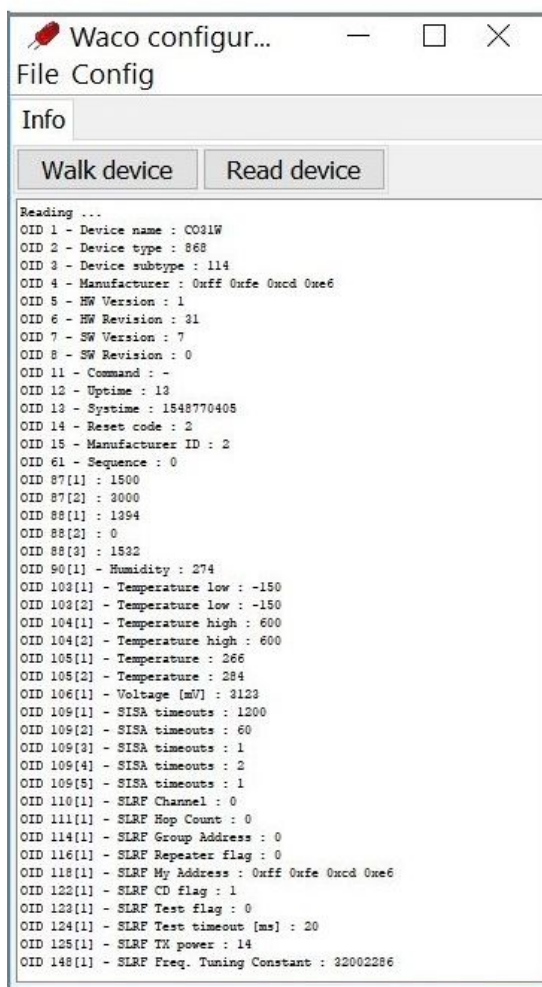 Waco configur...
File Config
Info
Walk device Read device
Reading ...
OID 1 - Device name : CO31W
OID 2 - Device type : 868
OID 3 - Device subtype : 114
OID 4 - Manufacturer : 0xff 0xfe 0xcd 0xe6
OID 5 - HW Version : 1
OID 6 - HW Revision : 31
OID 7 - SW Version : 7
OID 8 - SW Revision : 0
OID 11 - Command : -
OID 12 - Uptime : 13
OID 13 - Systime : 1548770405
OID 14 - Reset code : 2
OID 15 - Manufacturer ID : 2
OID 61 - Sequence : 0
OID 87[1] : 1500
OID 87[2] : 3000
OID 88[1] : 1394
OID 88[2] : 0
OID 88[3] : 1532
OID 90[1] - Humidity : 274
OID 103[1] - Temperature low : -150
OID 103[2] - Temperature low : -150
OID 104[1] - Temperature high : 600
OID 104[2] - Temperature high : 600
OID 105[1] - Temperature : 266
OID 105[2] - Temperature : 284
OID 106[1] - Voltage [mV] : 3123
OID 109[1] - SISA timeouts : 1200
OID 109[2] - SISA timeouts : 60
OID 109[3] - SISA timeouts : 1
OID 109[4] - SISA timeouts : 2
OID 109[5] - SISA timeouts : 1
OID 110[1] - SLRF Channel : 0
OID 111[1] - SLRF Hop Count : 0
OID 114[1] - SLRF Group Address : 0
OID 116[1] - SLRF Repeater flag : 0
OID 118[1] - SLRF My Address : 0xff 0xfe 0xcd 0xe6
OID 122[1] - SLRF CD flag : 1
OID 123[1] - SLRF Test flag : 0
OID 124[1] - SLRF Test timeout [ms] : 20
OID 125[1] - SLRF TX power : 14
OID 148[1] - SLRF Freq. Tuning Constant : 32002286